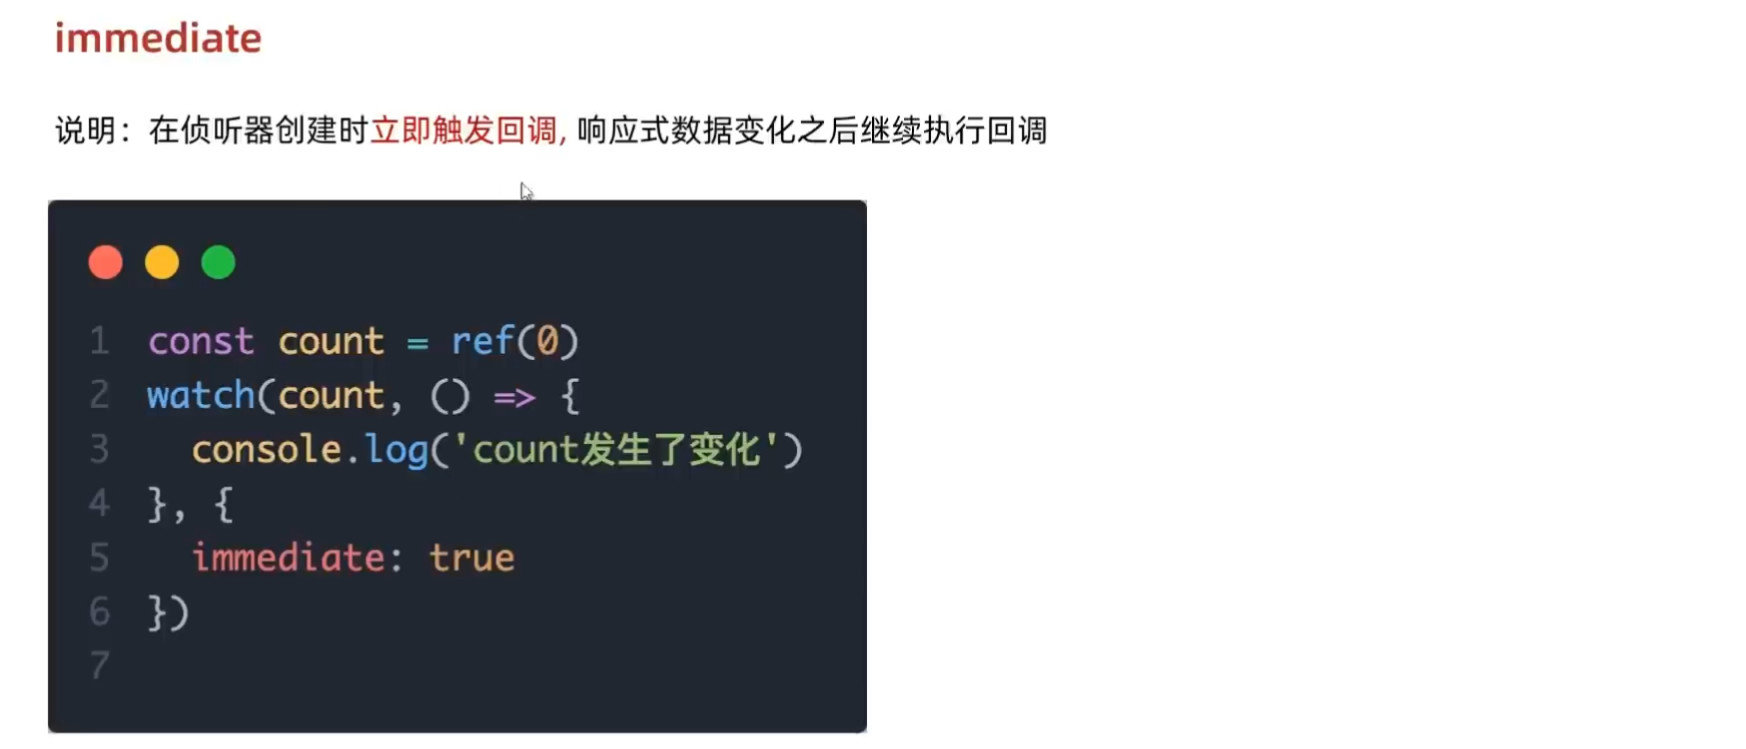 immediate
说明：在侦听器创建时立即触发回调, 响应式数据变化之后继续执行回调
1 const count = ref(0)
2 watch(count, () => {
3   console.log('count发生了变化')
4 }, {
5   immediate: true
6 })
7